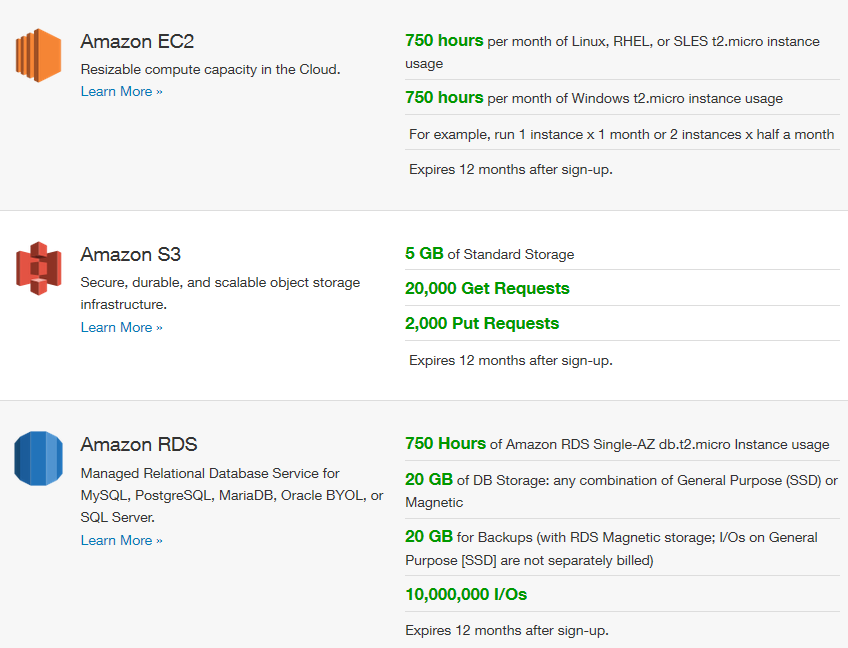 Amazon EC2
Resizable compute capacity in the Cloud.
Learn More »
750 hours per month of Linux, RHEL, or SLES t2.micro instance
usage
750 hours per month of Windows t2.micro instance usage
For example, run 1 instance x 1 month or 2 instances x half a month
Expires 12 months after sign-up.
Amazon S3
Secure, durable, and scalable object storage
infrastructure.
Learn More »
5 GB of Standard Storage
20,000 Get Requests
2,000 Put Requests
Expires 12 months after sign-up.
Amazon RDS
Managed Relational Database Service for
MySQL, PostgreSQL, MariaDB, Oracle BYOL, or
SQL Server.
Learn More »
750 Hours of Amazon RDS Single-AZ db.t2.micro Instance usage
20 GB of DB Storage: any combination of General Purpose (SSD) or
Magnetic
20 GB for Backups (with RDS Magnetic storage; I/Os on General
Purpose [SSD] are not separately billed)
10,000,000 I/Os
Expires 12 months after sign-up.